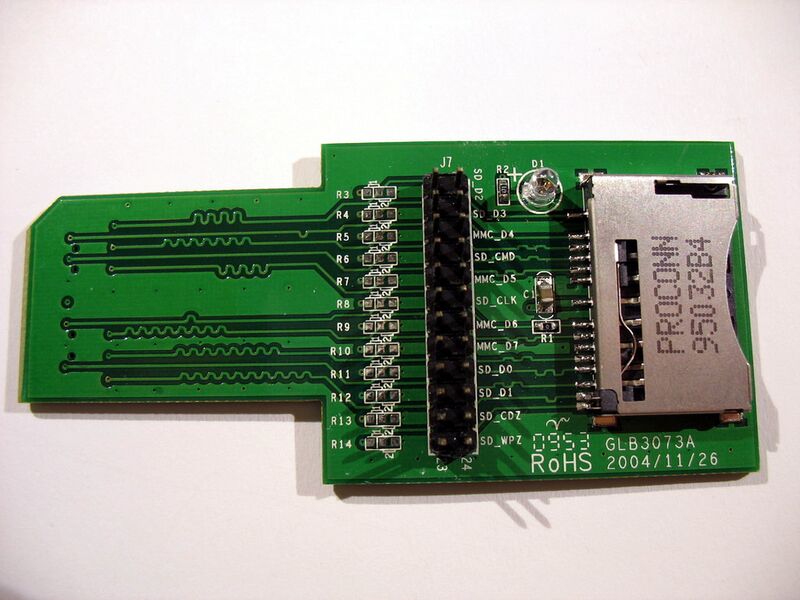 J7
R2 + D1
SD_D2
R3
R4
SD_D3
R5
MMC_D4
R6
SD_CMD
R7
MMC_D5
R8
SD_CLK
C1
R9
MMC_D6
R1
R10
MMC_D7
R11
SD_D0
R12
SD_D1
R13
SD_CDZ
R14
SD_WPZ
23 24
PROCONN
95032B4
0953
RoHS
GLB3073A
2004/11/26